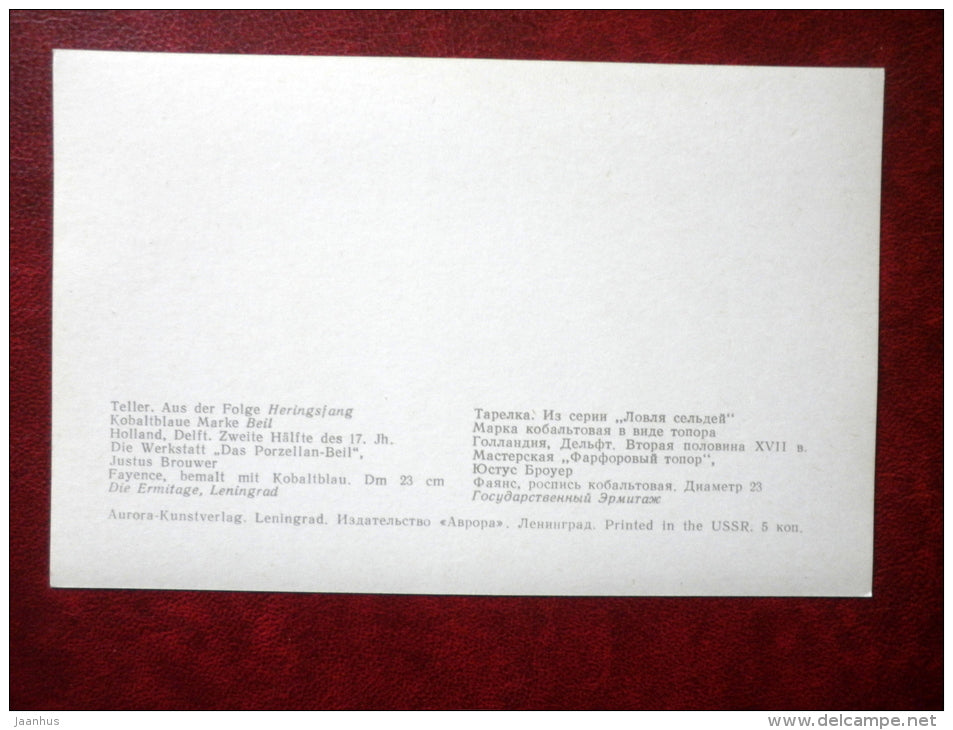 Teller. Aus der Folge Heringsfang
Kobaltblaue Marke Beil
Holland, Delft. Zweite Hälfte des 17. Jh.
Die Werkstatt „Das Porzellan-Beil“,
Justus Brouwer
Fayence, bemalt mit Kobaltblau. Dm 23 cm
Die Ermitage, Leningrad
Тарелка. Из серии „Ловля сельдей“
Марка кобальтовая в виде топора
Голландия, Дельфт. Вторая половина XVII в.
Мастерская „Фарфоровый топор“,
Юстус Броуер
Фаянс, роспись кобальтовая. Диаметр 23
Государственный Эрмитаж
Aurora-Kunstverlag. Leningrad. Издательство «Аврора». Ленинград. Printed in the USSR. 5 коп.
jaanhus
www.delcampe.net